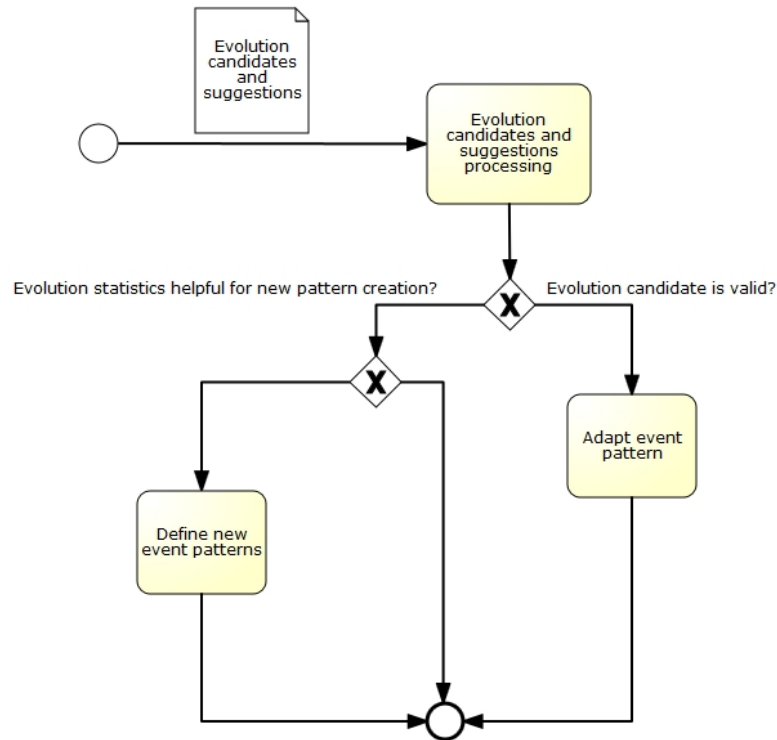 Evolution
candidates
and
suggestions
Evolution
candidates and
suggestions
processing
Evolution statistics helpful for new pattern creation?
Evolution candidate is valid?
X
X
Adapt event
pattern
Define new
event patterns